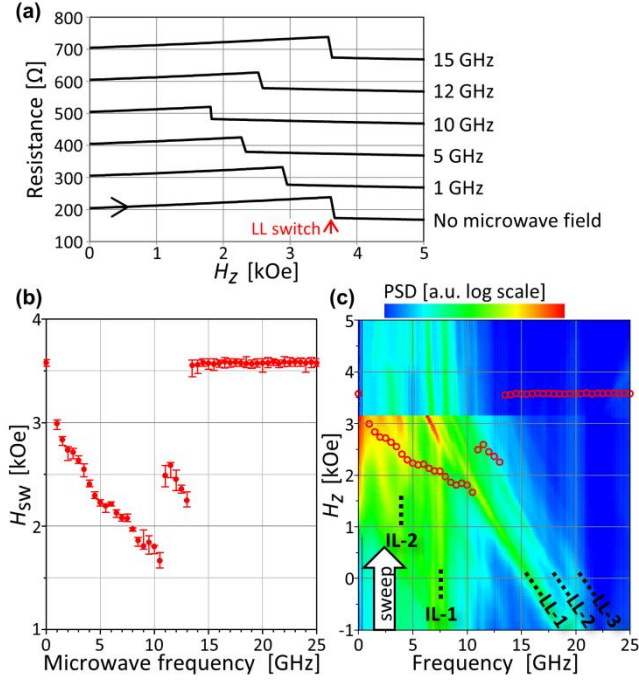 (a)
800
700
600
500
400
300
200
100
Resistance [Ω]
15 GHz
12 GHz
10 GHz
5 GHz
1 GHz
No microwave field
LL switch
0 1 2 3 4 5
Hz [kOe]
(b)
4
3
2
1
HSW [kOe]
0 5 10 15 20 25
Microwave frequency [GHz]
(c)
PSD [a.u. log scale]
5
4
3
2
1
0
-1
Hz [kOe]
IL-2
IL-1
sweep
LL-1
LL-2
LL-3
0 5 10 15 20 25
Frequency [GHz]